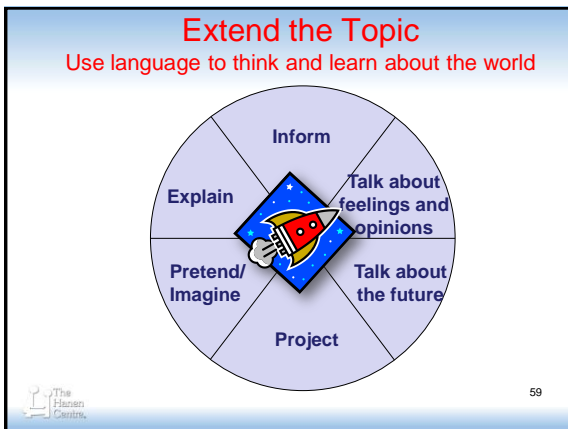 Extend the Topic
Use language to think and learn about the world
Inform
Explain
Talk about
feelings and
opinions
Pretend/
Imagine
Talk about
the future
Project
The
Hanen
Centre.
59